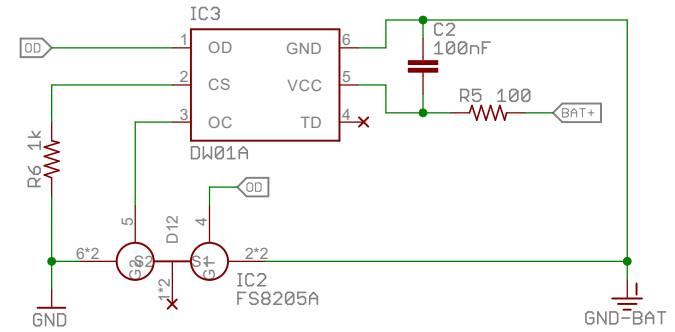 IC3
OD
1
OD
GND
6
C2
100nF
2
CS
VCC
5
R5 100
BAT+
3
OC
TD
4
R6 1k
DW01A
5
D12
4
OD
6*2
G2
S2
S1
G1
2*2
1*2
IC2
FS8205A
GND
GND-BAT